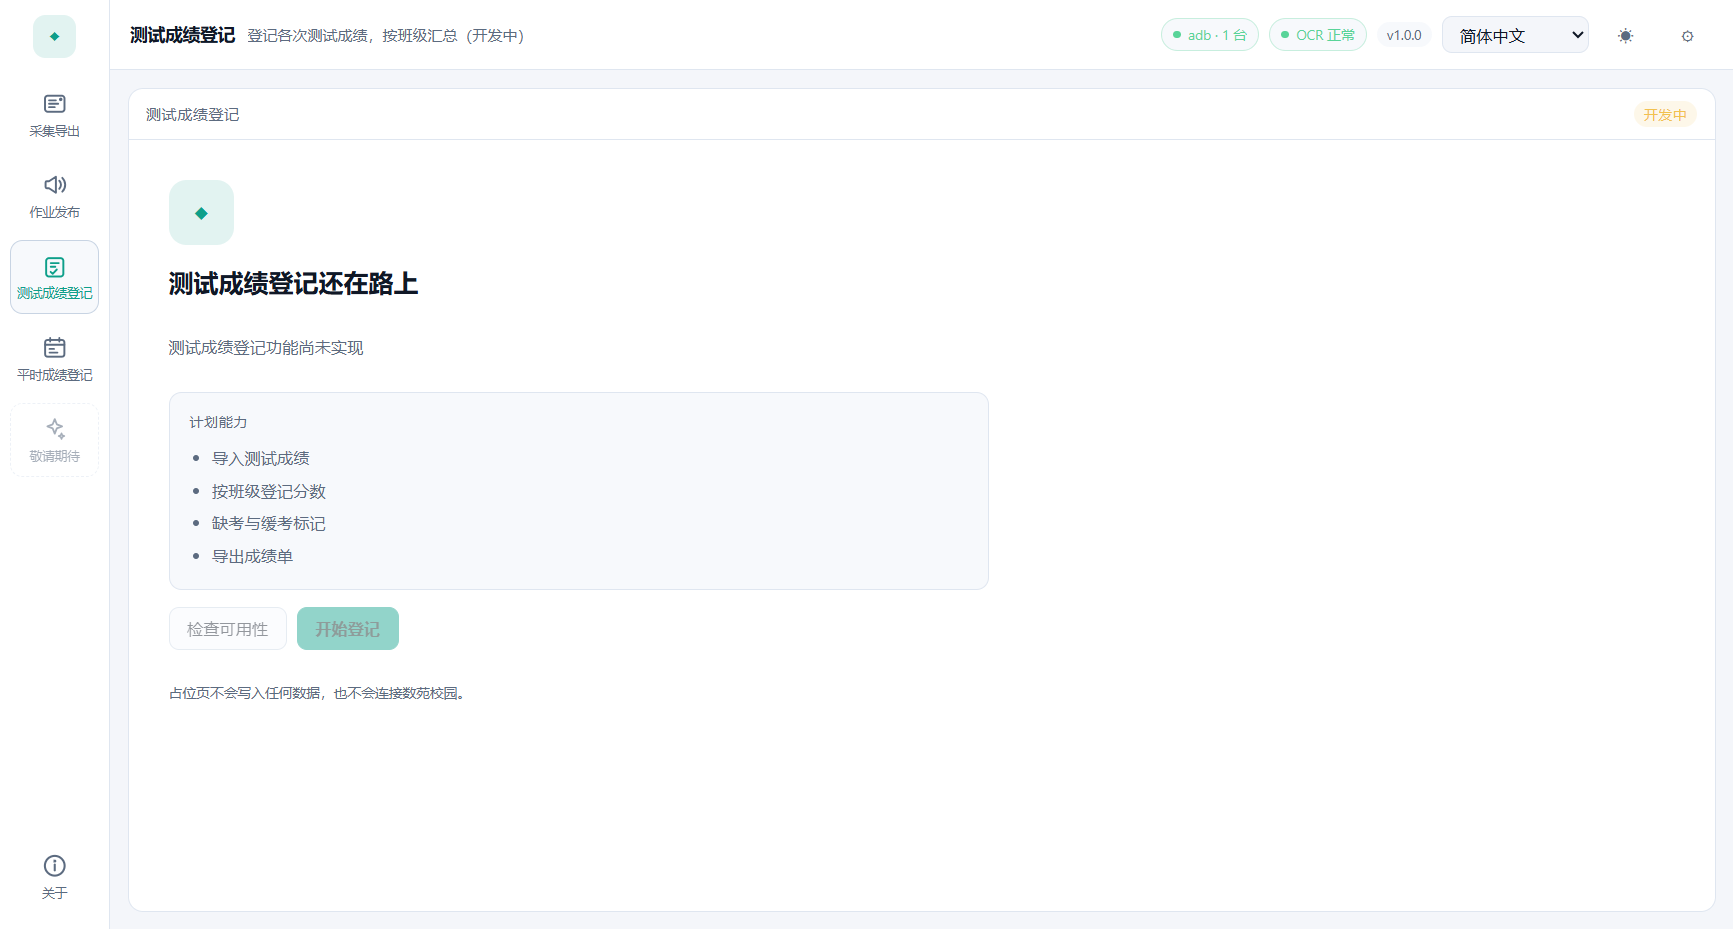 测试成绩登记 登记各次测试成绩，按班级汇总（开发中）
adb · 1 台
OCR 正常
v1.0.0
简体中文
采集导出
作业发布
测试成绩登记
平时成绩登记
敬请期待
关于
测试成绩登记
开发中
测试成绩登记还在路上
测试成绩登记功能尚未实现
计划能力
导入测试成绩
按班级登记分数
缺考与缓考标记
导出成绩单
检查可用性
开始登记
占位页不会写入任何数据，也不会连接数苑校园。